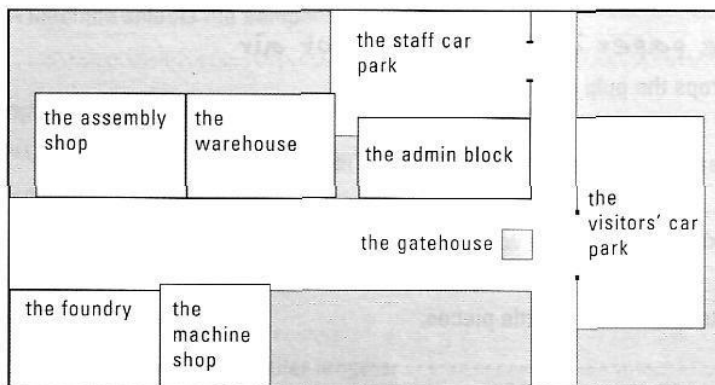 the staff car
park
the assembly
shop
the
warehouse
the admin block
the
visitors' car
park
the gatehouse
the foundry
the
machine
shop